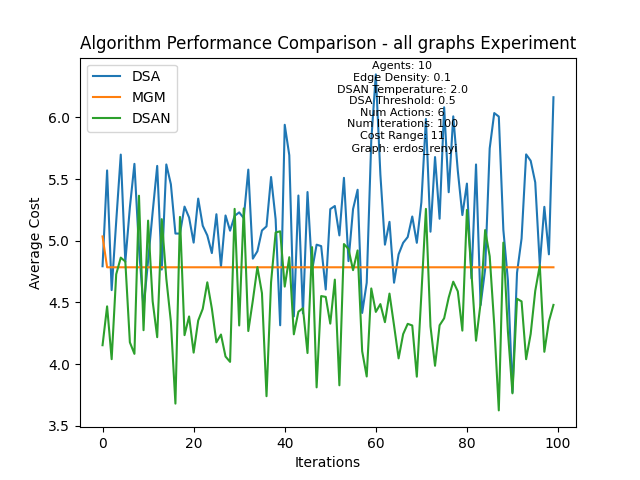 Algorithm Performance Comparison - all graphs Experiment
DSA
MGM
DSAN
Agents: 10
Edge Density: 0.1
DSAN Temperature: 2.0
DSA Threshold: 0.5
Num Actions: 6
Num Iterations: 100
Cost Range: 11
Graph: erdos_renyi
Average Cost
6.0
5.5
5.0
4.5
4.0
3.5
0
20
40
60
80
100
Iterations